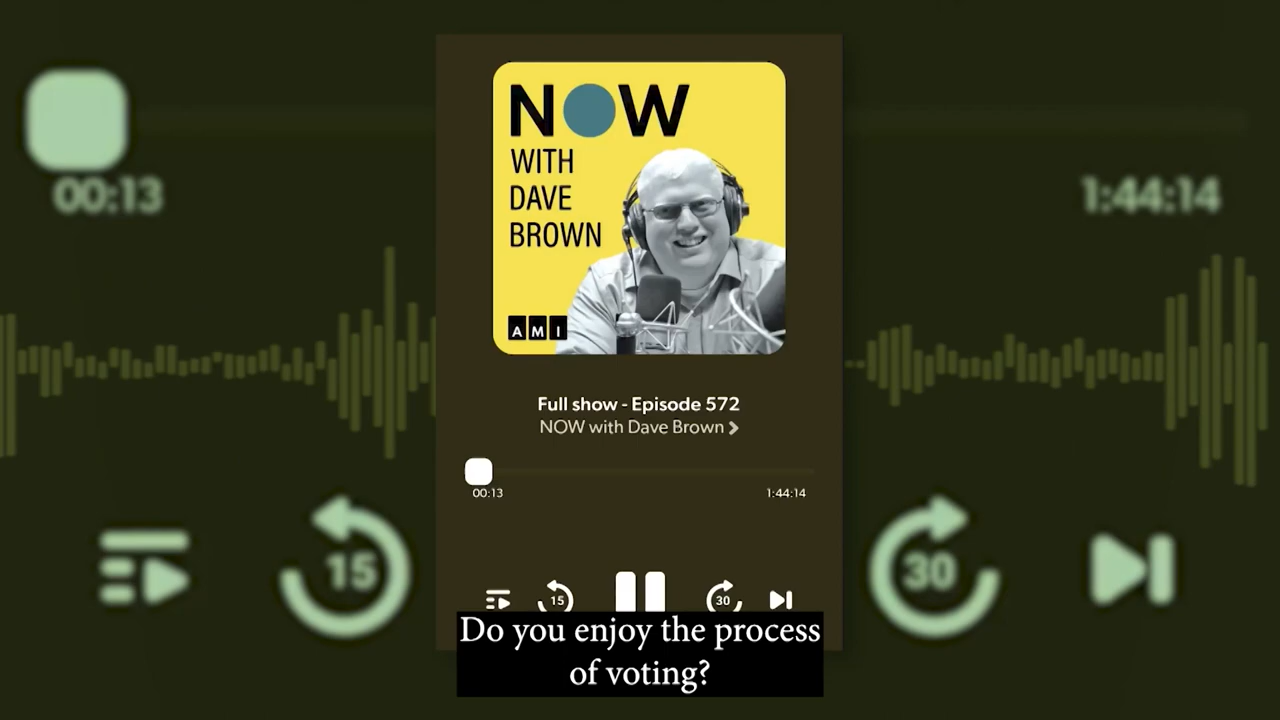 NOW
WITH
DAVE
BROWN
AMI
Full show - Episode 572
NOW with Dave Brown
00:13
1:44:14
00:13
1:44:14
15
30
15
30
Do you enjoy the process
of voting?